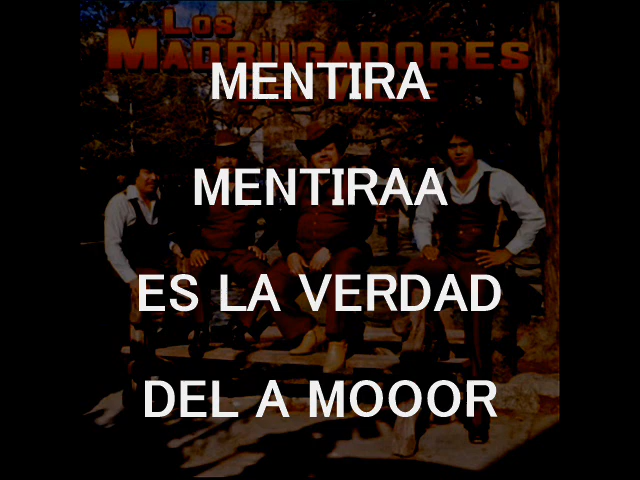 LOS
MADRUGADORES
MENTIRA
MENTIRAA
ES LA VERDAD
DEL A MOOOR